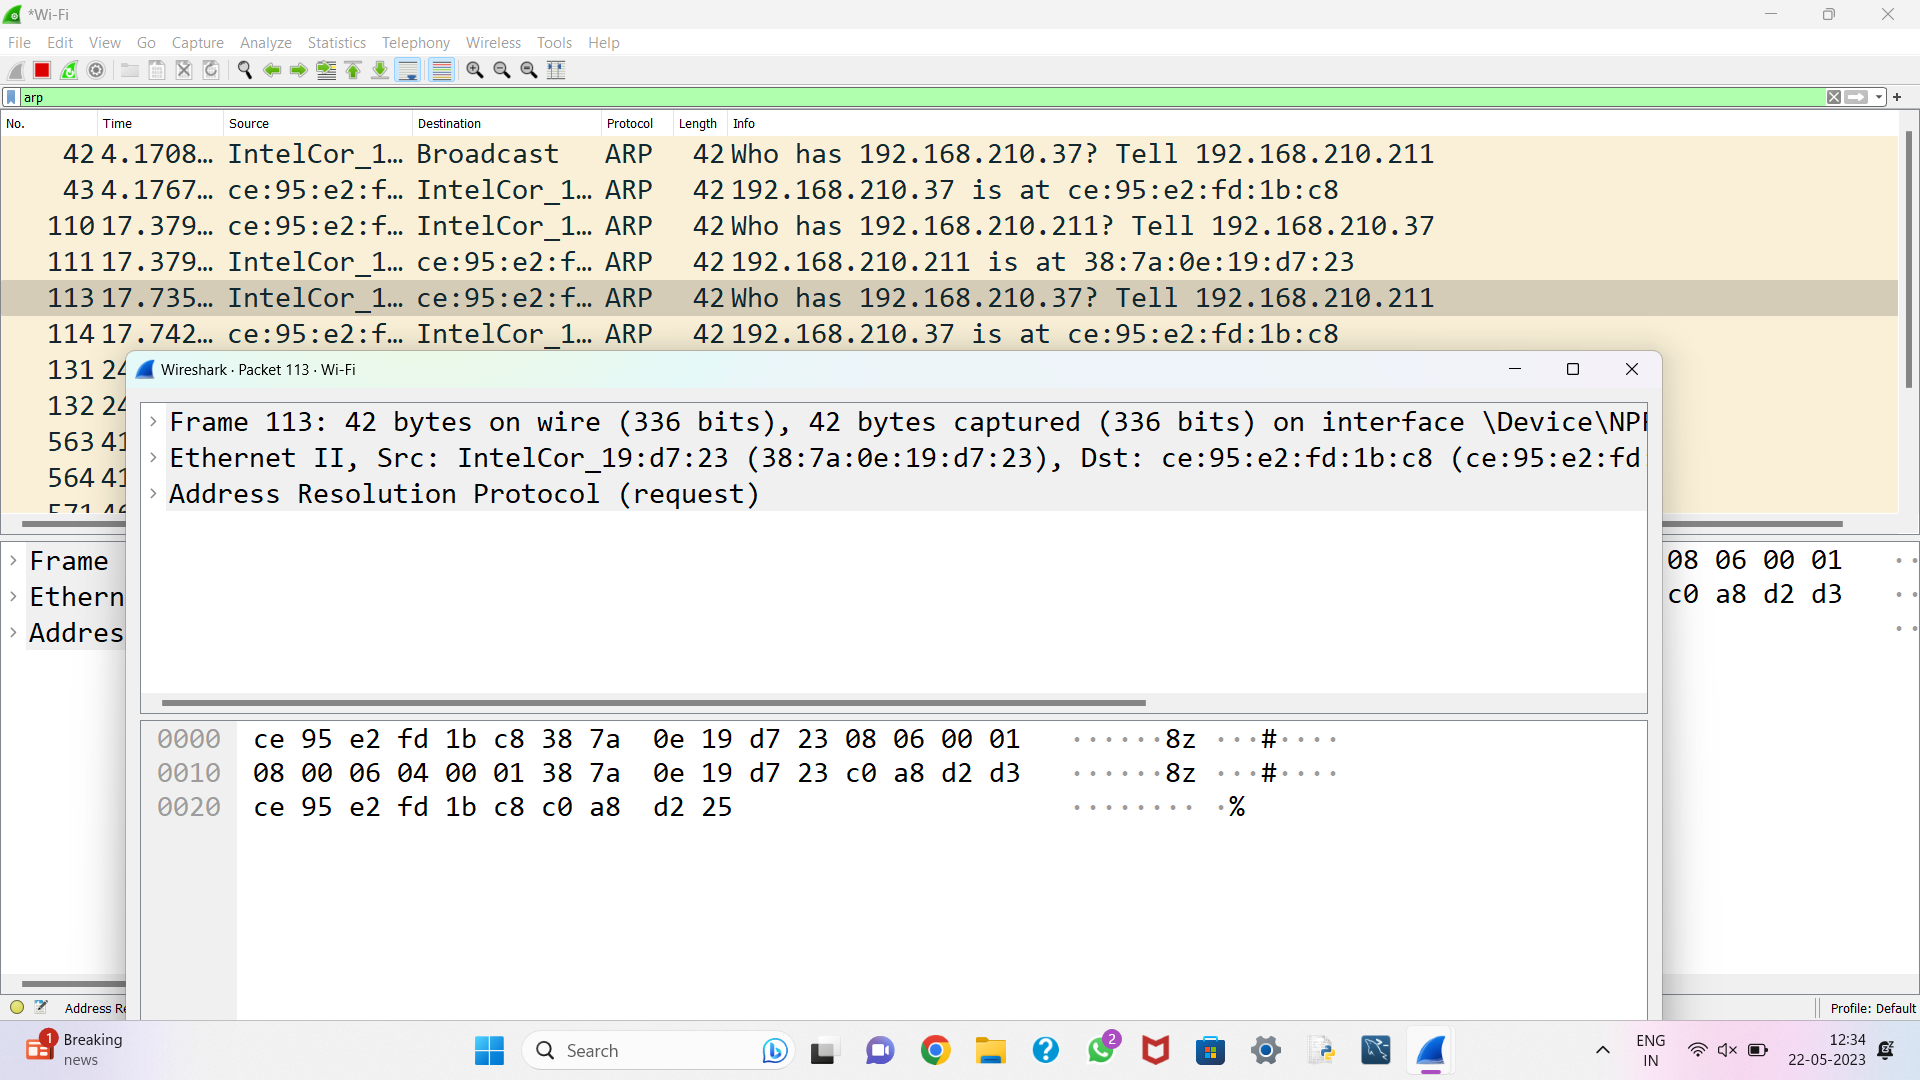 *Wi-Fi
File Edit View Go Capture Analyze Statistics Telephony Wireless Tools Help
arp
No. Time Source Destination Protocol Length Info
42 4.1708… IntelCor_1… Broadcast ARP 42 Who has 192.168.210.37? Tell 192.168.210.211
43 4.1767… ce:95:e2:f… IntelCor_1… ARP 42 192.168.210.37 is at ce:95:e2:fd:1b:c8
110 17.379… ce:95:e2:f… IntelCor_1… ARP 42 Who has 192.168.210.211? Tell 192.168.210.37
111 17.379… IntelCor_1… ce:95:e2:f… ARP 42 192.168.210.211 is at 38:7a:0e:19:d7:23
113 17.735… IntelCor_1… ce:95:e2:f… ARP 42 Who has 192.168.210.37? Tell 192.168.210.211
114 17.742… ce:95:e2:f… IntelCor_1… ARP 42 192.168.210.37 is at ce:95:e2:fd:1b:c8
131 24
132 24
563 41
564 41
571 46
Wireshark · Packet 113 · Wi-Fi
Frame 113: 42 bytes on wire (336 bits), 42 bytes captured (336 bits) on interface \Device\NPF
Ethernet II, Src: IntelCor_19:d7:23 (38:7a:0e:19:d7:23), Dst: ce:95:e2:fd:1b:c8 (ce:95:e2:fd:
Address Resolution Protocol (request)
Frame
Ethern
Addres
08 06 00 01 ··
c0 a8 d2 d3 ··
··
0000 ce 95 e2 fd 1b c8 38 7a 0e 19 d7 23 08 06 00 01 ······8z ···#····
0010 08 00 06 04 00 01 38 7a 0e 19 d7 23 c0 a8 d2 d3 ······8z ···#····
0020 ce 95 e2 fd 1b c8 c0 a8 d2 25 ········ ·%
Address Re
Profile: Default
1
Breaking
news
Search
2
ENG
IN
12:34
22-05-2023